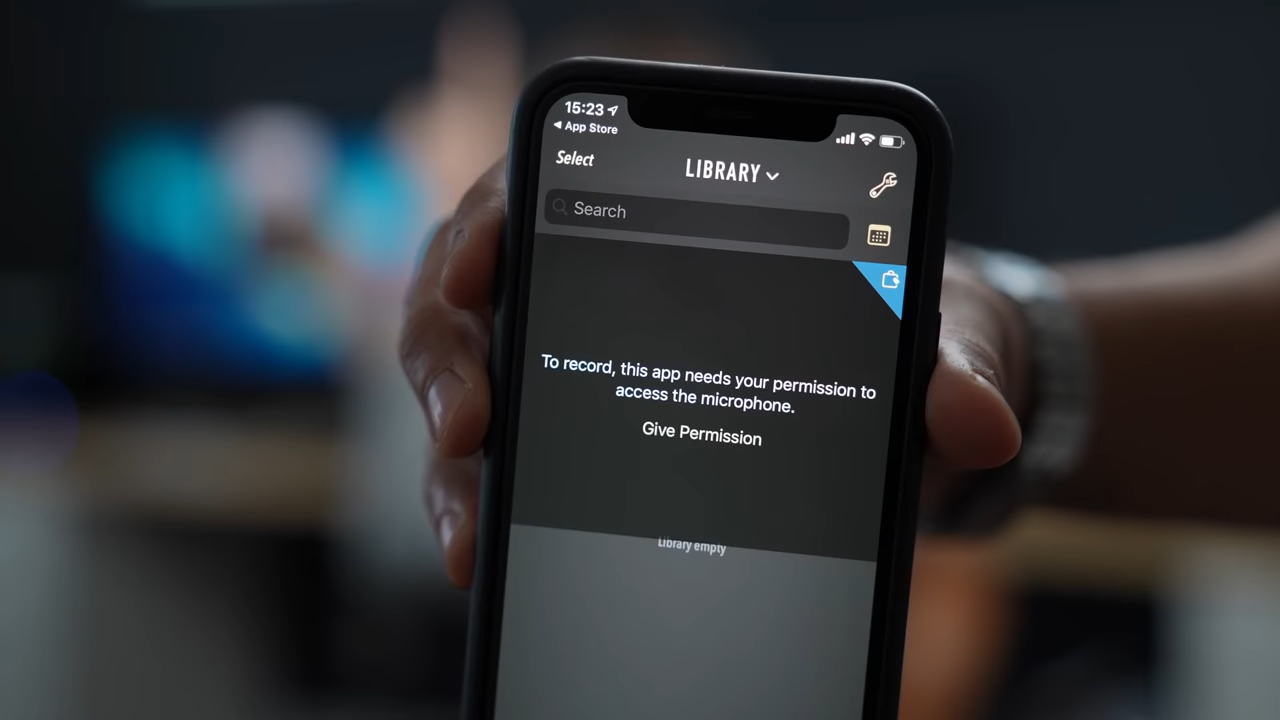 15:23
◀ App Store
Select
LIBRARY
Search
To record, this app needs your permission to
access the microphone.
Give Permission
Library empty